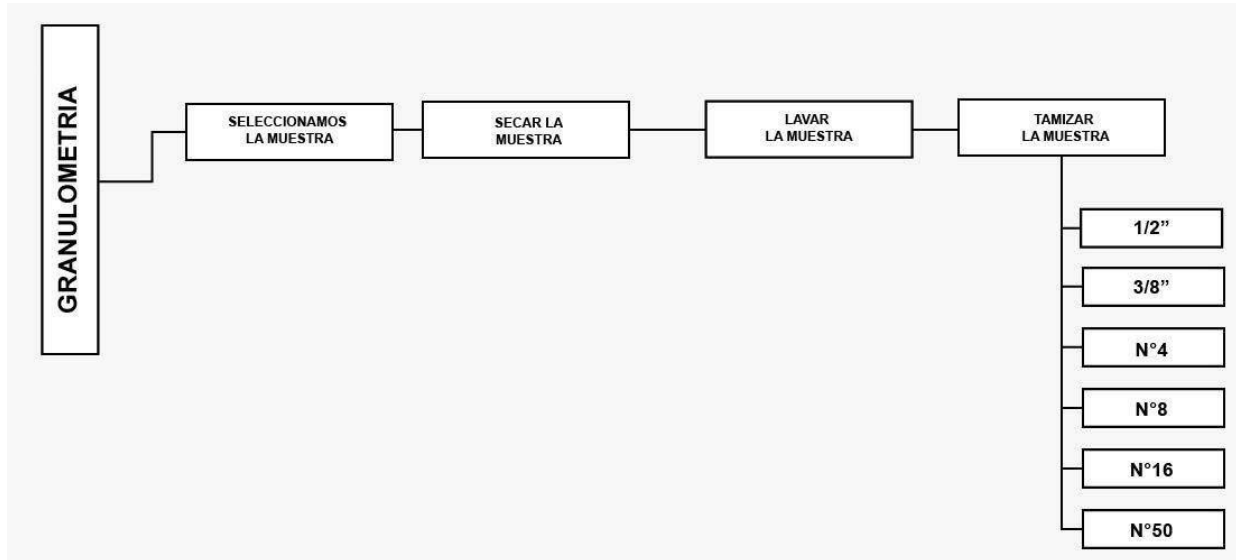 GRANULOMETRIA
SELECCIONAMOS
LA MUESTRA
SECAR LA
MUESTRA
LAVAR
LA MUESTRA
TAMIZAR
LA MUESTRA
1/2”
3/8”
N°4
N°8
N°16
N°50